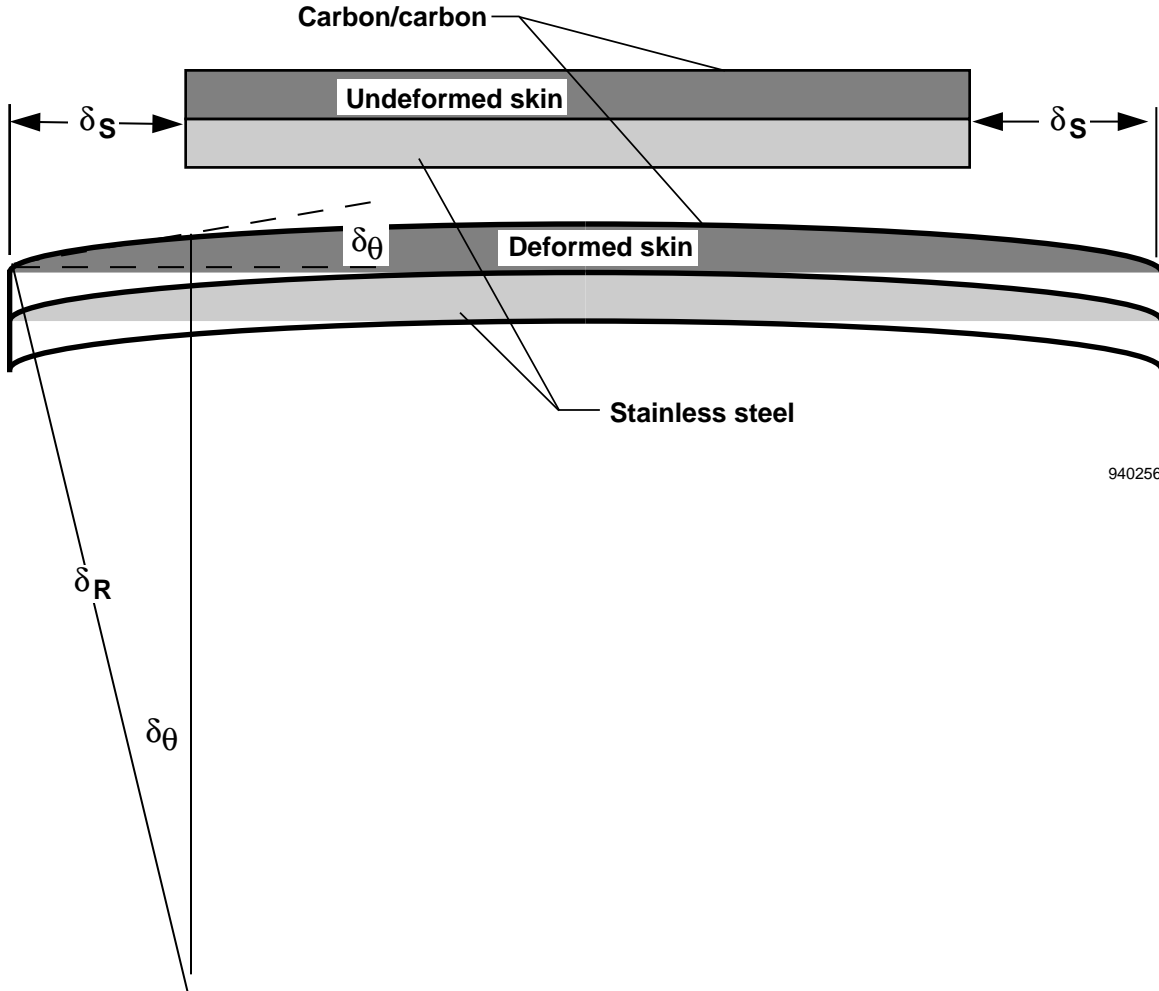 Carbon/carbon
Undeformed skin
δS
δS
δθ
Deformed skin
Stainless steel
940256
δR
δθ